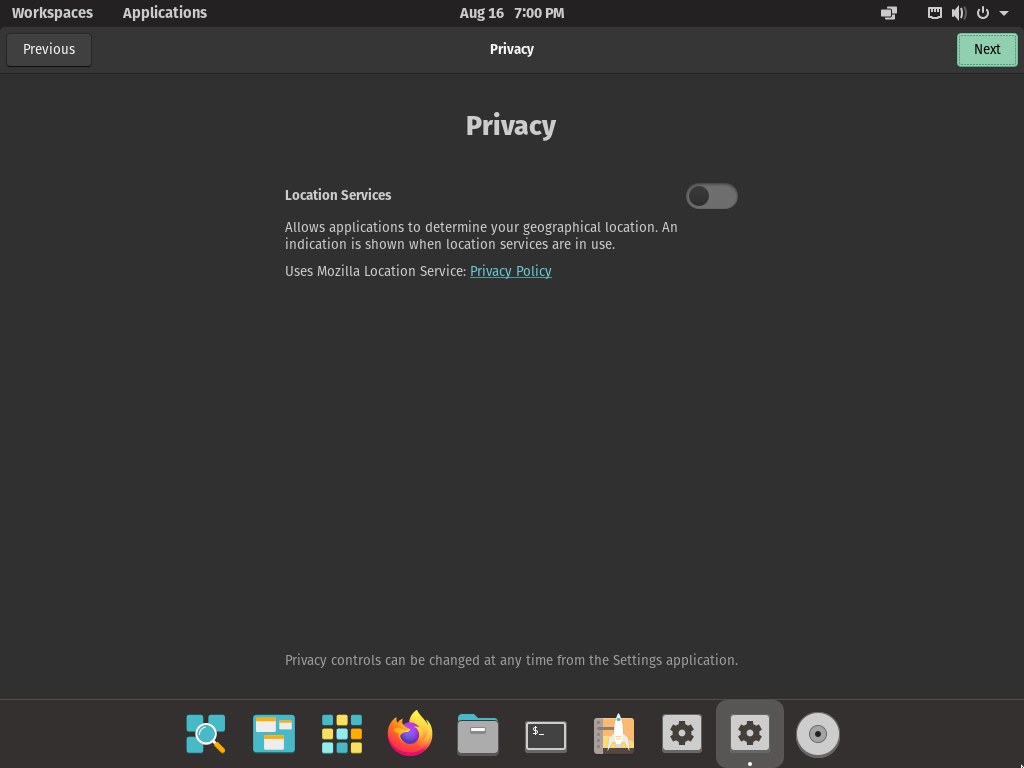 Workspaces Applications Aug 16 7:00 PM
Previous Privacy Next
Privacy
Location Services
Allows applications to determine your geographical location. An
indication is shown when location services are in use.
Uses Mozilla Location Service: Privacy Policy
Privacy controls can be changed at any time from the Settings application.
$_